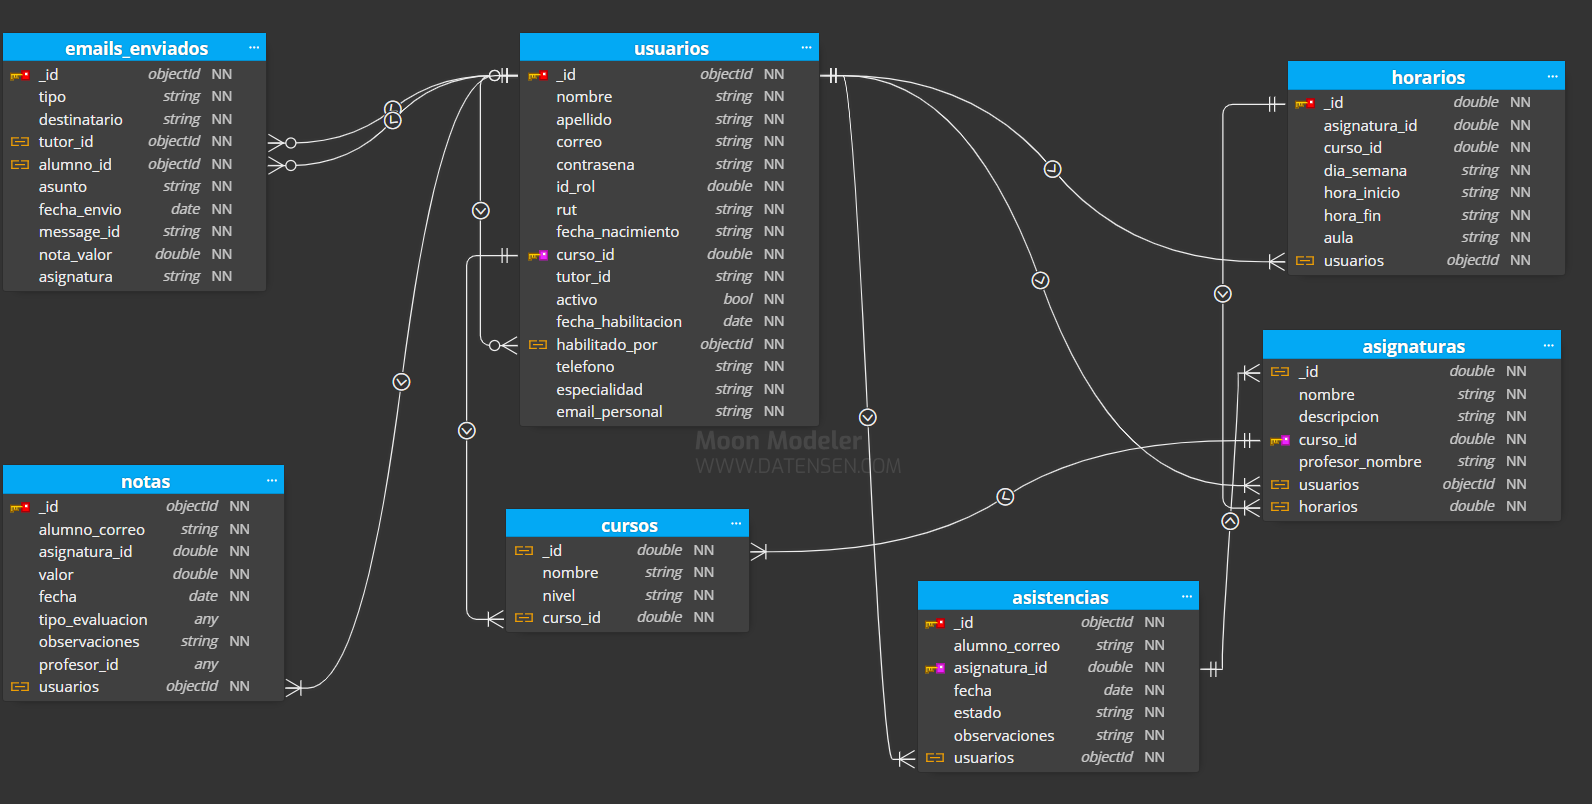 emails_enviados ...
_id objectId NN
tipo string NN
destinatario string NN
tutor_id objectId NN
alumno_id objectId NN
asunto string NN
fecha_envio date NN
message_id string NN
nota_valor double NN
asignatura string NN
usuarios ...
_id objectId NN
nombre string NN
apellido string NN
correo string NN
contrasena string NN
id_rol double NN
rut string NN
fecha_nacimiento string NN
curso_id double NN
tutor_id string NN
activo bool NN
fecha_habilitacion date NN
habilitado_por objectId NN
telefono string NN
especialidad string NN
email_personal string NN
horarios ...
_id double NN
asignatura_id double NN
curso_id double NN
dia_semana string NN
hora_inicio string NN
hora_fin string NN
aula string NN
usuarios objectId NN
asignaturas ...
_id double NN
nombre string NN
descripcion string NN
curso_id double NN
profesor_nombre string NN
usuarios objectId NN
horarios double NN
Moon Modeler
WWW.DATENSEN.COM
notas ...
_id objectId NN
alumno_correo string NN
asignatura_id double NN
valor double NN
fecha date NN
tipo_evaluacion any
observaciones string NN
profesor_id any
usuarios objectId NN
cursos ...
_id double NN
nombre string NN
nivel string NN
curso_id double NN
asistencias ...
_id objectId NN
alumno_correo string NN
asignatura_id double NN
fecha date NN
estado string NN
observaciones string NN
usuarios objectId NN